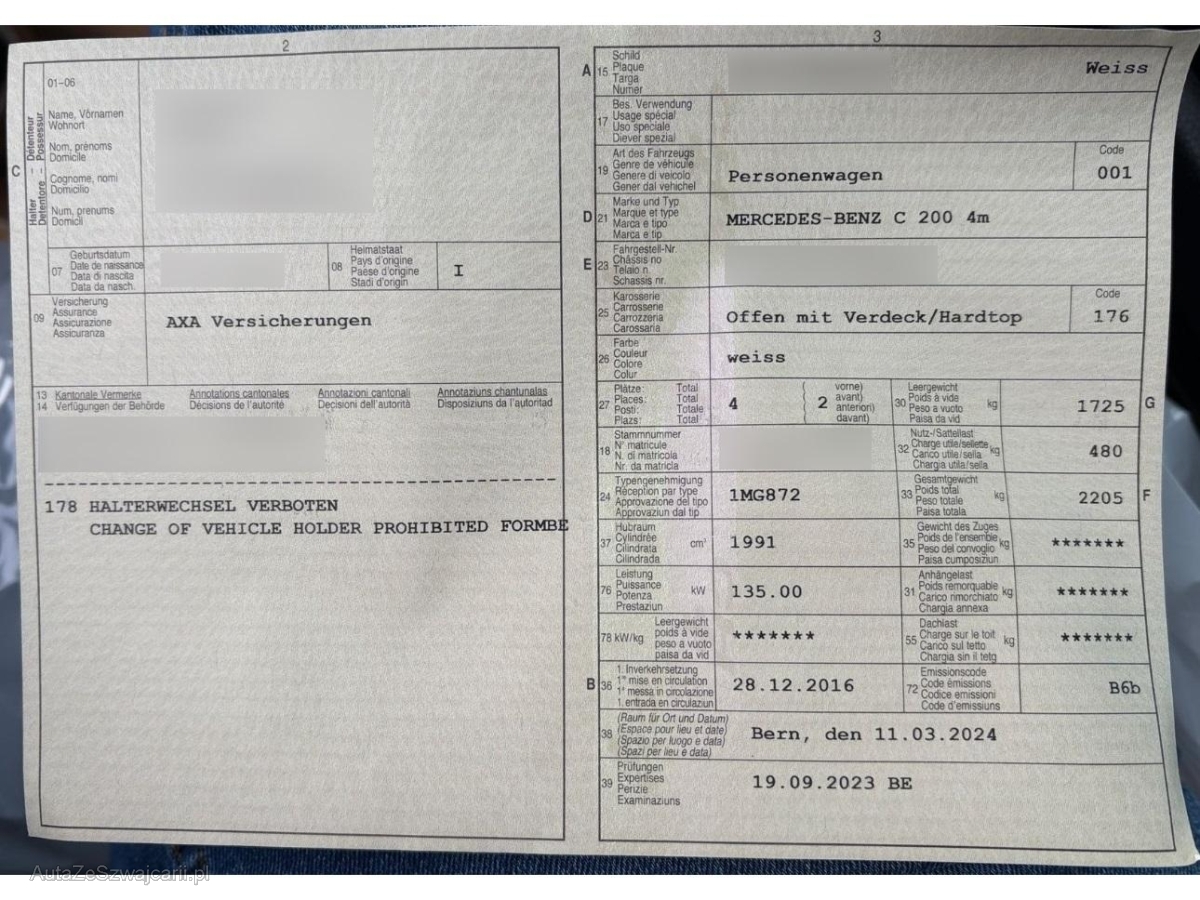 2
01-06
Halter - Détenteur
Detentore - Possessur
C
Name, Vörnamen
Wohnort
Nom, prénoms
Domicile
Cognome, nomi
Domicilio
Num, prenums
Domicil
07
Geburtsdatum
Date de naissance
Data di nascita
Data da nasch.
08
Heimatstaat
Pays d'origine
Paese d'origine
Stadi d'origin
I
09
Versicherung
Assurance
Assicurazione
Assicuranza
AXA Versicherungen
13 Kantonale Vermerke Annotations cantonales Annotazioni cantonali Annotaziuns chantunalas
14 Verfügungen der Behörde Décisions de l'autorité Decisioni dell'autorità Disposiziuns da l'autoritad
178 HALTERWECHSEL VERBOTEN
CHANGE OF VEHICLE HOLDER PROHIBITED FORMBE
3
A 15
Schild
Plaque
Targa
Numer
Weiss
17
Bes. Verwendung
Usage spécial
Uso speciale
Diever spezial
19
Art des Fahrzeugs
Genre de véhicule
Genere di veicolo
Gener dal vehichel
Personenwagen
Code
001
D 21
Marke und Typ
Marque et type
Marca e tipo
Marca e tip
MERCEDES-BENZ C 200 4m
E 23
Fahrgestell-Nr.
Châssis no
Telaio n.
Schassis nr.
25
Karosserie
Carrosserie
Carrozzeria
Carossaria
Offen mit Verdeck/Hardtop
Code
176
26
Farbe
Couleur
Colore
Colur
weiss
27
Plätze: Total
Places: Total
Posti: Totale
Plazs: Total
4
( vorne)
avant)
anterion)
( davant)
2
30
Leergewicht
Poids à vide
Peso a vuoto
Paisa da vid
kg
1725
G
18
Stammnummer
N° matricule
N. di matricola
Nr. da matricla
32
Nutz-/Sattellast
Charge utile/sellette
Carico utile/sella
Chargia utila/sella
kg
480
24
Typengenehmigung
Réception par type
Approvazione del tipo
Approvaziun dal tip
1MG872
33
Gesamtgewicht
Poids total
Peso totale
Paisa totala
kg
2205
F
37
Hubraum
Cylindrée
Cilindrata
Cilindrada
cm³
1991
35
Gewicht des Zuges
Poids de l'ensemble
Peso del convoglio
Paisa cumposiziun
kg
*******
76
Leistung
Puissance
Potenza
Prestaziun
kW
135.00
31
Anhängelast
Poids remorquable
Carico rimorchiato
Chargia annexa
kg
*******
78 kW/kg
Leergewicht
poids à vide
peso a vuoto
paisa da vid
*******
55
Dachlast
Charge sur le toit
Carico sul tetto
Chargia sin il tetg
kg
*******
B 36
1. Inverkehrsetzung
1re mise en circulation
1a messa in circolazione
1. entrada en circulaziun
28.12.2016
72
Emissionscode
Code émissions
Codice emissioni
Code d'emissiuns
B6b
38
(Raum für Ort und Datum)
(Espace pour lieu et date)
(Spazio per luogo e data)
(Spazi per lieu e data)
Bern, den 11.03.2024
39
Prüfungen
Expertises
Perizie
Examinaziuns
19.09.2023 BE
AutaZeSzwajcarii.pl